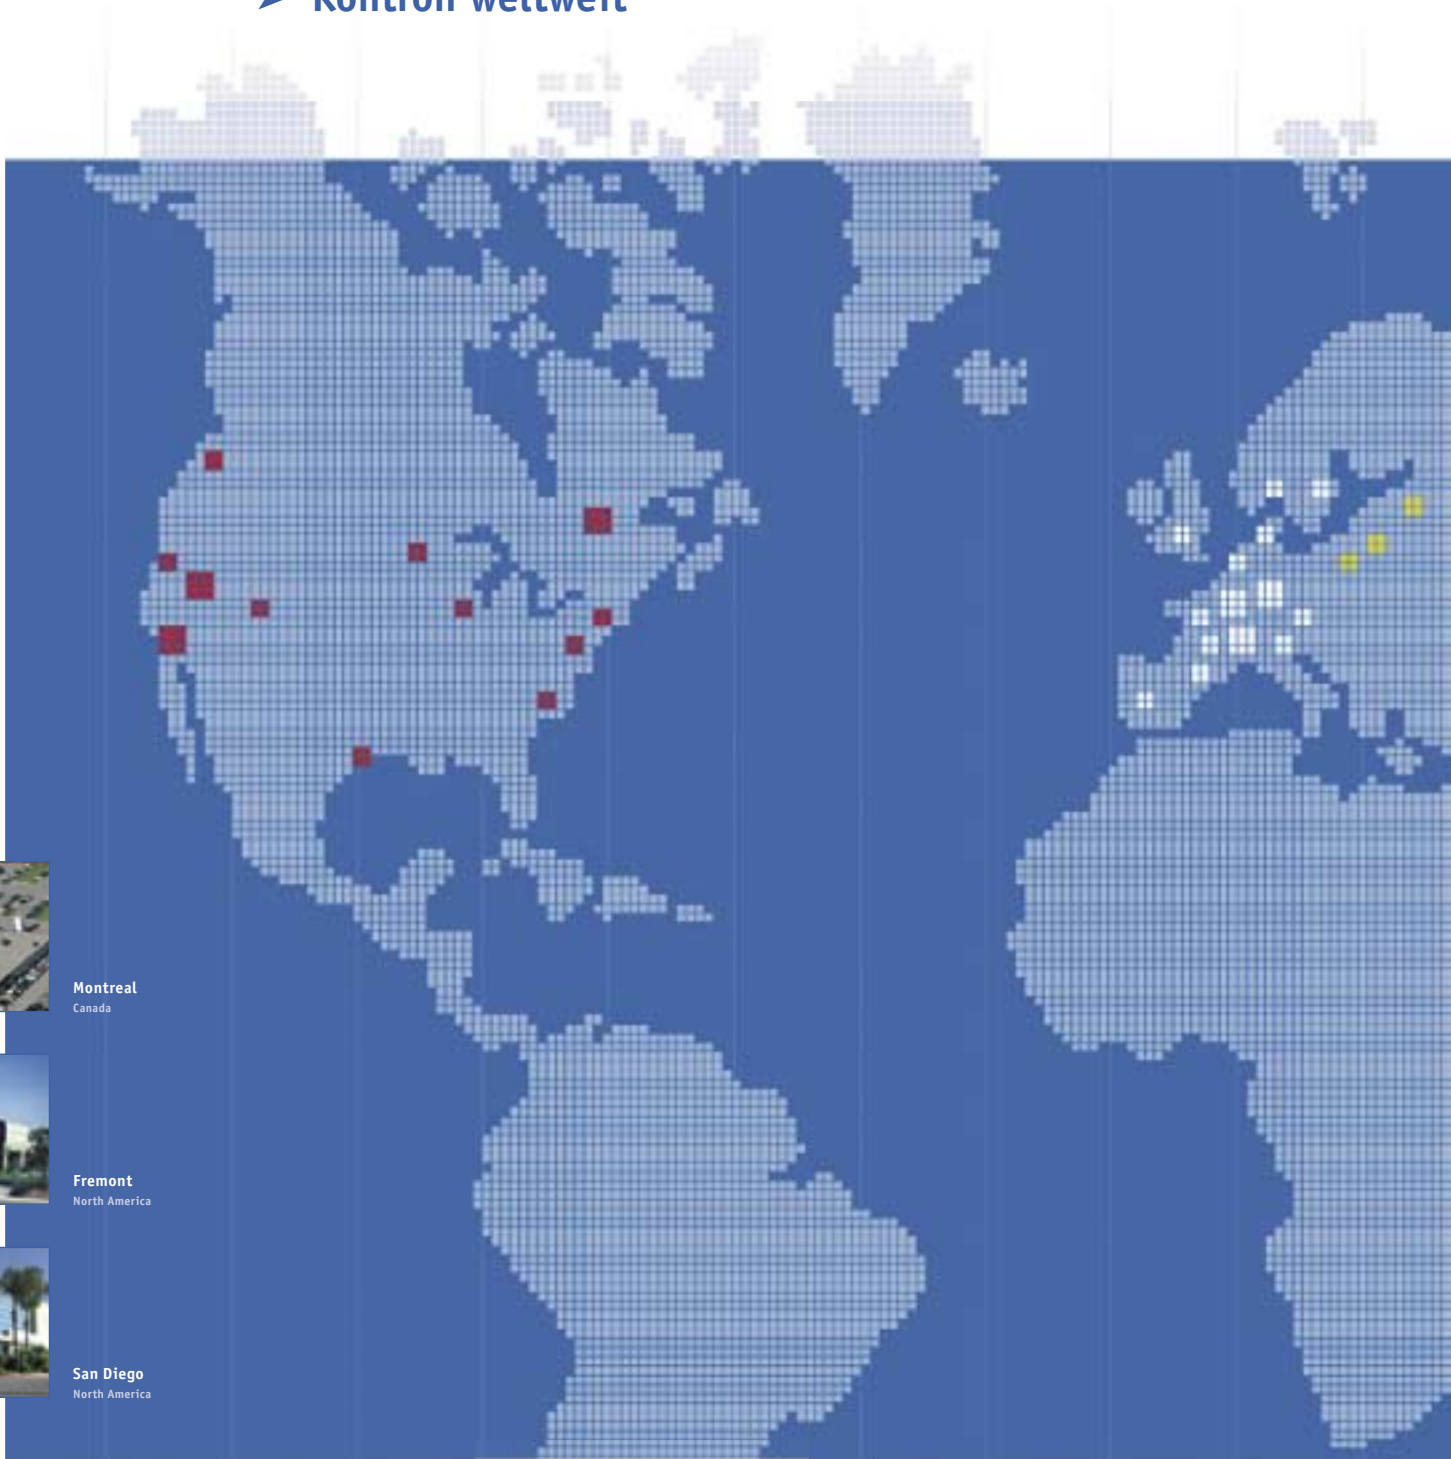 Kontron weltweit
Montreal
Canada
Fremont
North America
San Diego
North America